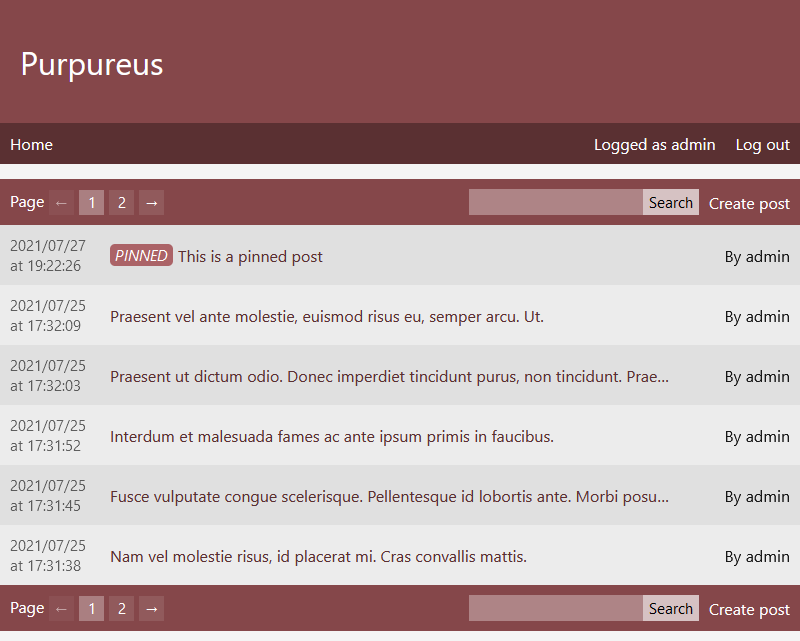 Purpureus
Home Logged as admin Log out
Page ← 1 2 → Search Create post
2021/07/27
at 19:22:26
PINNED This is a pinned post
By admin
2021/07/25
at 17:32:09
Praesent vel ante molestie, euismod risus eu, semper arcu. Ut.
By admin
2021/07/25
at 17:32:03
Praesent ut dictum odio. Donec imperdiet tincidunt purus, non tincidunt. Prae...
By admin
2021/07/25
at 17:31:52
Interdum et malesuada fames ac ante ipsum primis in faucibus.
By admin
2021/07/25
at 17:31:45
Fusce vulputate congue scelerisque. Pellentesque id lobortis ante. Morbi posu...
By admin
2021/07/25
at 17:31:38
Nam vel molestie risus, id placerat mi. Cras convallis mattis.
By admin
Page ← 1 2 → Search Create post